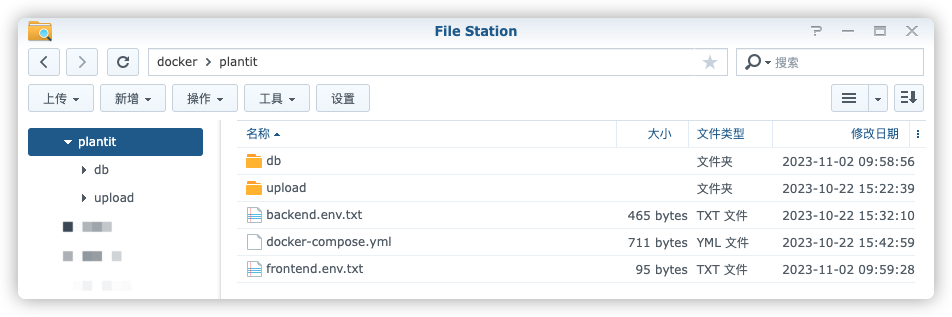 File Station
docker > plantit
搜索
上传 新增 操作 工具 设置
plantit
db
upload
名称 大小 文件类型 修改日期
db 文件夹 2023-11-02 09:58:56
upload 文件夹 2023-10-22 15:22:39
backend.env.txt 465 bytes TXT 文件 2023-10-22 15:32:10
docker-compose.yml 711 bytes YML 文件 2023-10-22 15:42:59
frontend.env.txt 95 bytes TXT 文件 2023-11-02 09:59:28